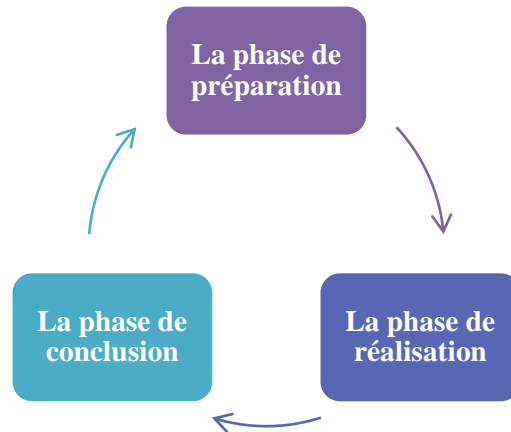 La phase de
préparation
La phase de
réalisation
La phase de
conclusion